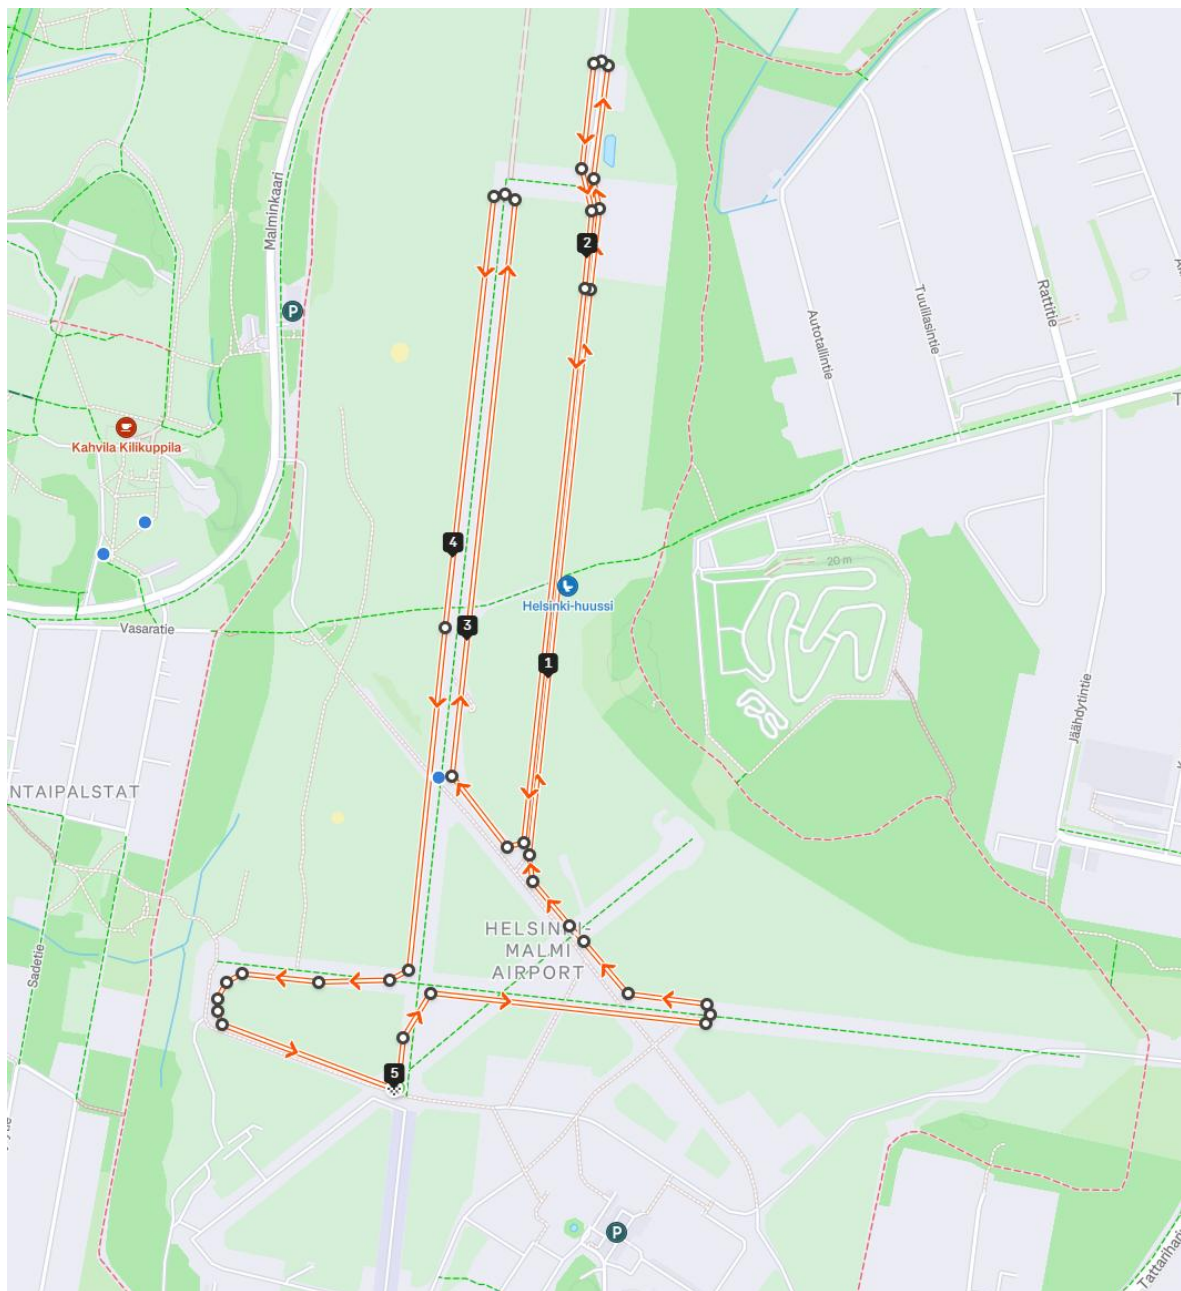 Malminkaari
2
P
Rattitie
Tuulilasintie
Autotallintie
Kahvila Kilikuppila
4
20 m
Helsinki-huussi
Vasaratie
3
1
Jäähdytintie
NTAIPALSTAT
HELSINKI-
MALMI
AIRPORT
Sadetie
5
P
Tattarihar